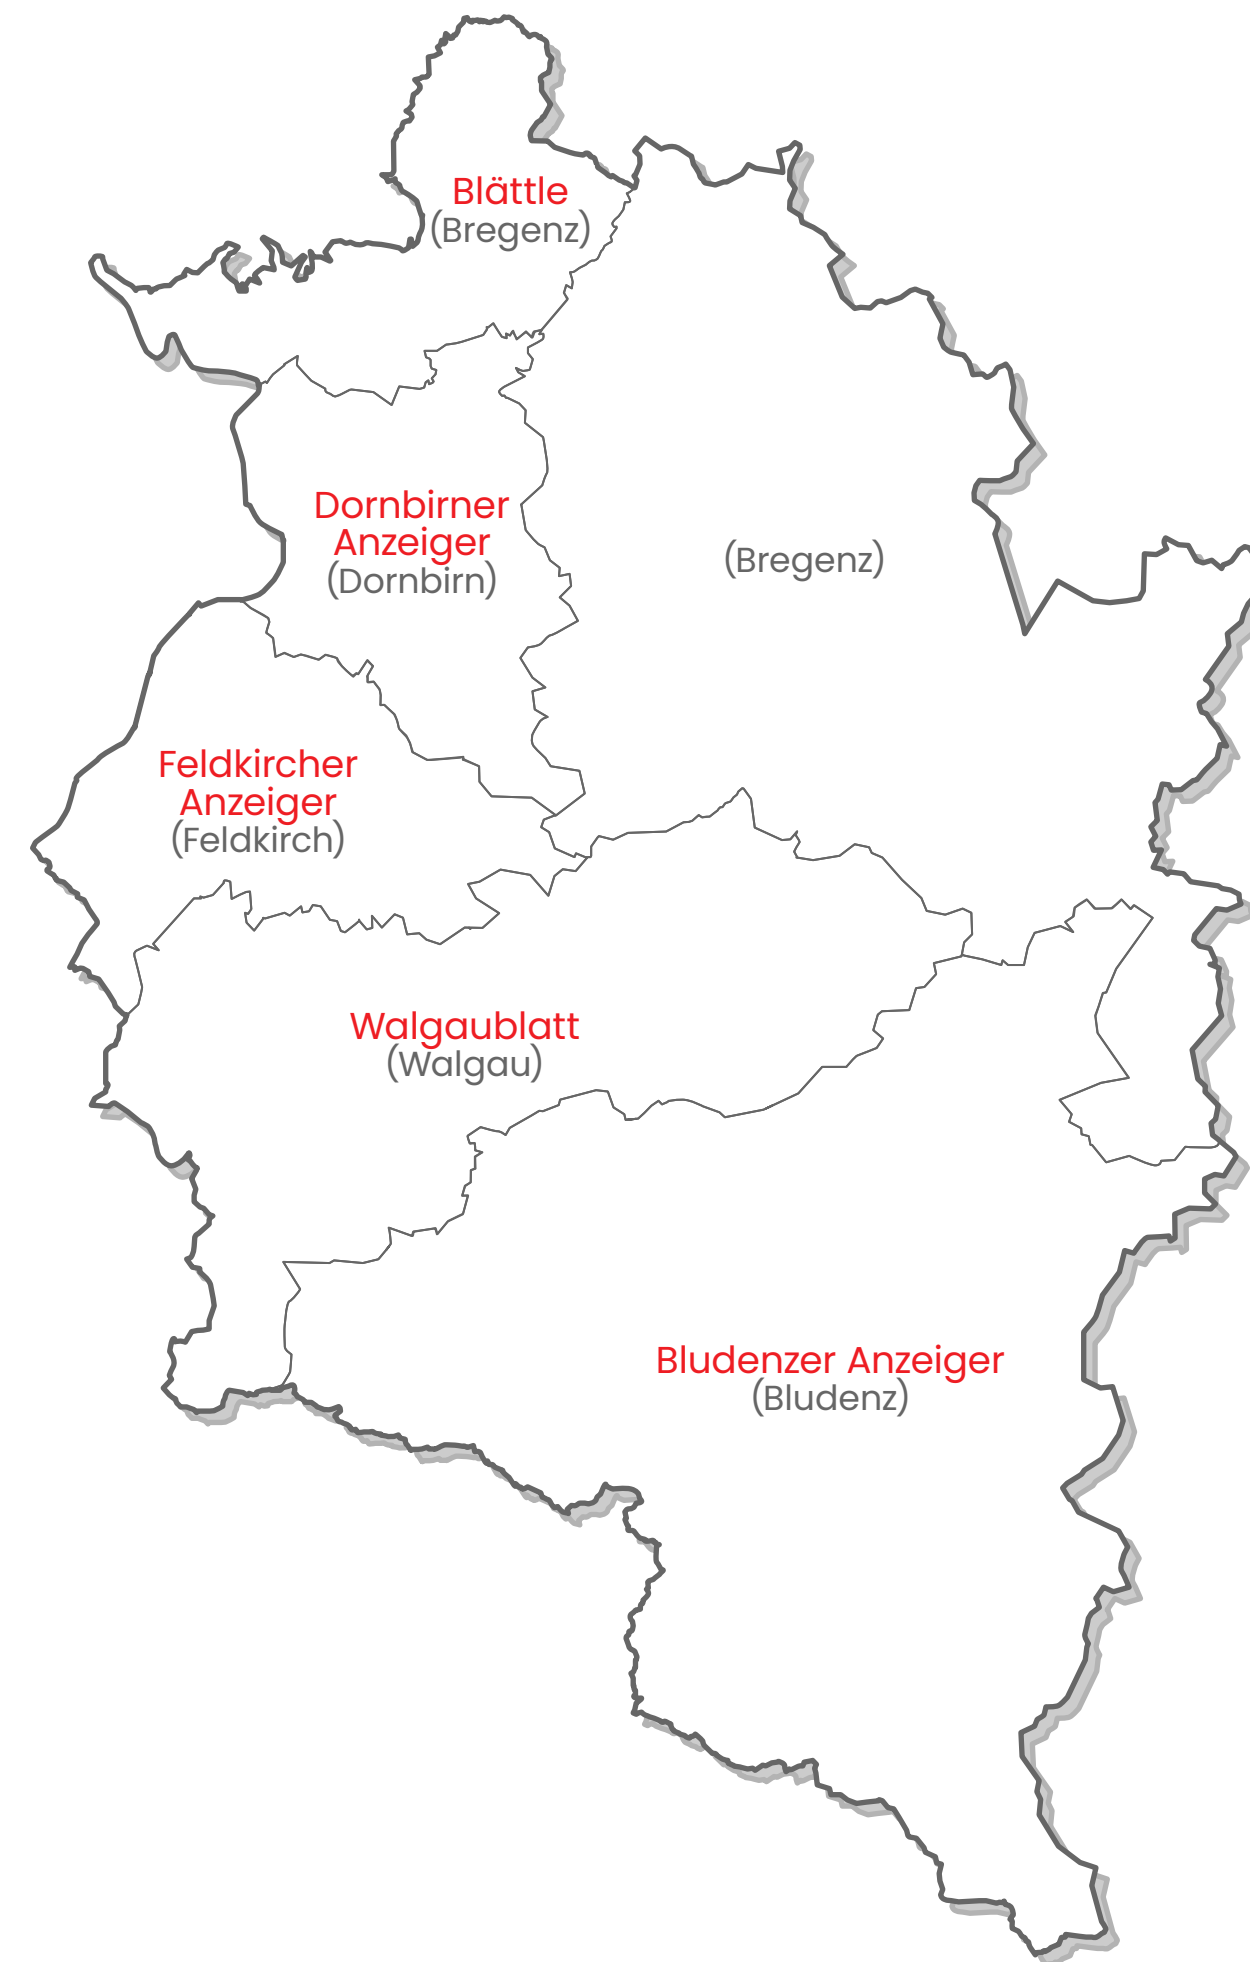 Blättle
(Bregenz)
Dornbirner
Anzeiger
(Dornbirn)
(Bregenz)
Feldkircher
Anzeiger
(Feldkirch)
Walgaublatt
(Walgau)
Bludenzer Anzeiger
(Bludenz)